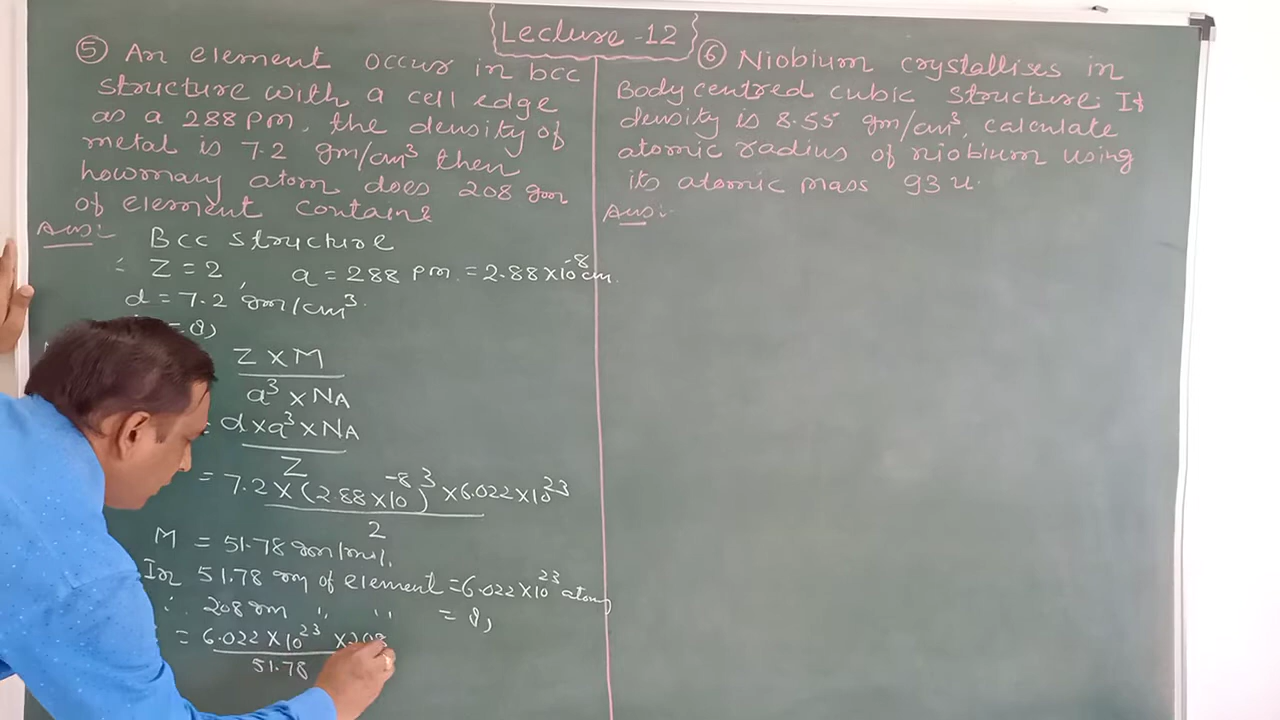 Lecture - 12
⑤ An element occur in bcc
structure with a cell edge
as a 288 pm. the density of
metal is 7.2 gm/cm³ then
howmany atom does 208 gm
of element contains
Ans:-
Bcc structure
∴ Z = 2, a = 288 pm. = 2.88 × 10⁻⁸ cm.
d = 7.2 gm/cm³.
= ?,
Z × M
a³ × NA
= d × a³ × NA
Z
= 7.2 × (2.88 × 10⁻⁸)³ × 6.022 × 10²³
2
M = 51.78 gm/mol.
In 51.78 gm of element = 6.022 × 10²³ atoms
∴ 208 gm " " = ?,
= 6.022 × 10²³ × 208
51.78
⑥ Niobium crystallises in
Body centred cubic structure. If
density is 8.55 gm/cm³, calculate
atomic radius of niobium using
its atomic mass 93 u.
Ans:-